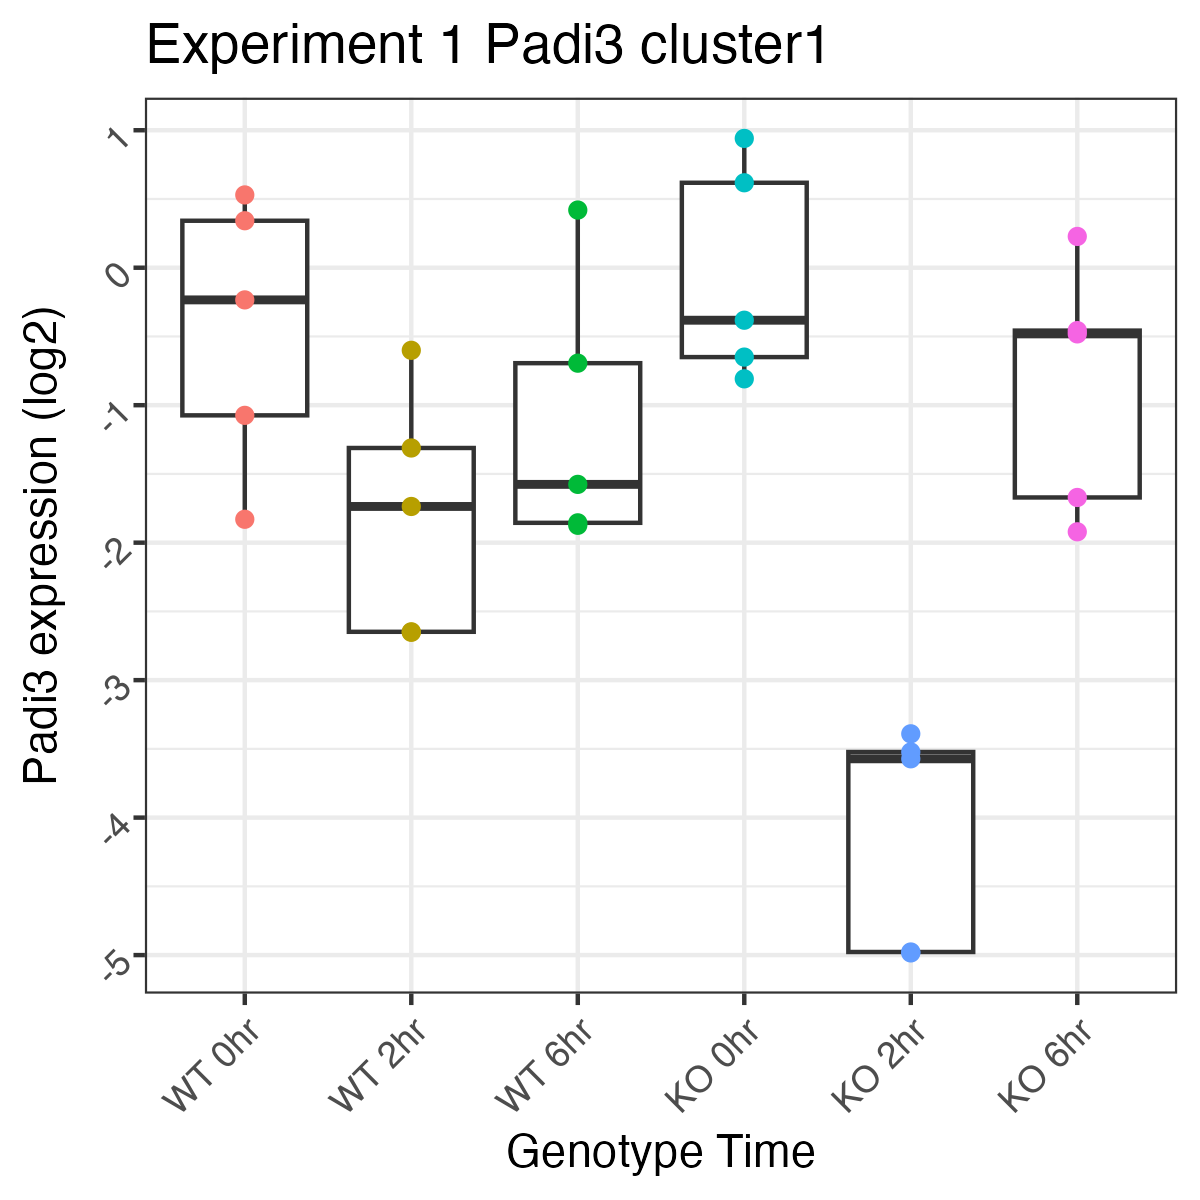 Experiment 1 Padi3 cluster1
Padi3 expression (log2)
1
0
-1
-2
-3
-4
-5
WT 0hr
WT 2hr
WT 6hr
KO 0hr
KO 2hr
KO 6hr
Genotype Time